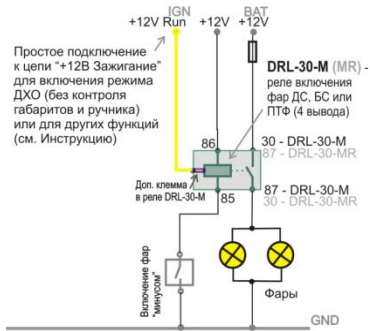 IGN
BAT
+12V Run +12V +12V
Простое подключение
к цепи “+12В Зажигание”
для включения режима
ДХО (без контроля
габаритов и ручника)
или для других функций
(см. Инструкцию)
DRL-30-M (MR) -
реле включения
фар ДС, БС или
ПТФ (4 вывода)
86
30 - DRL-30-M
87 - DRL-30-MR
Доп. клемма
в реле DRL-30-M
85
87 - DRL-30-M
30 - DRL-30-MR
Включение фар
"минусом"
Фары
GND